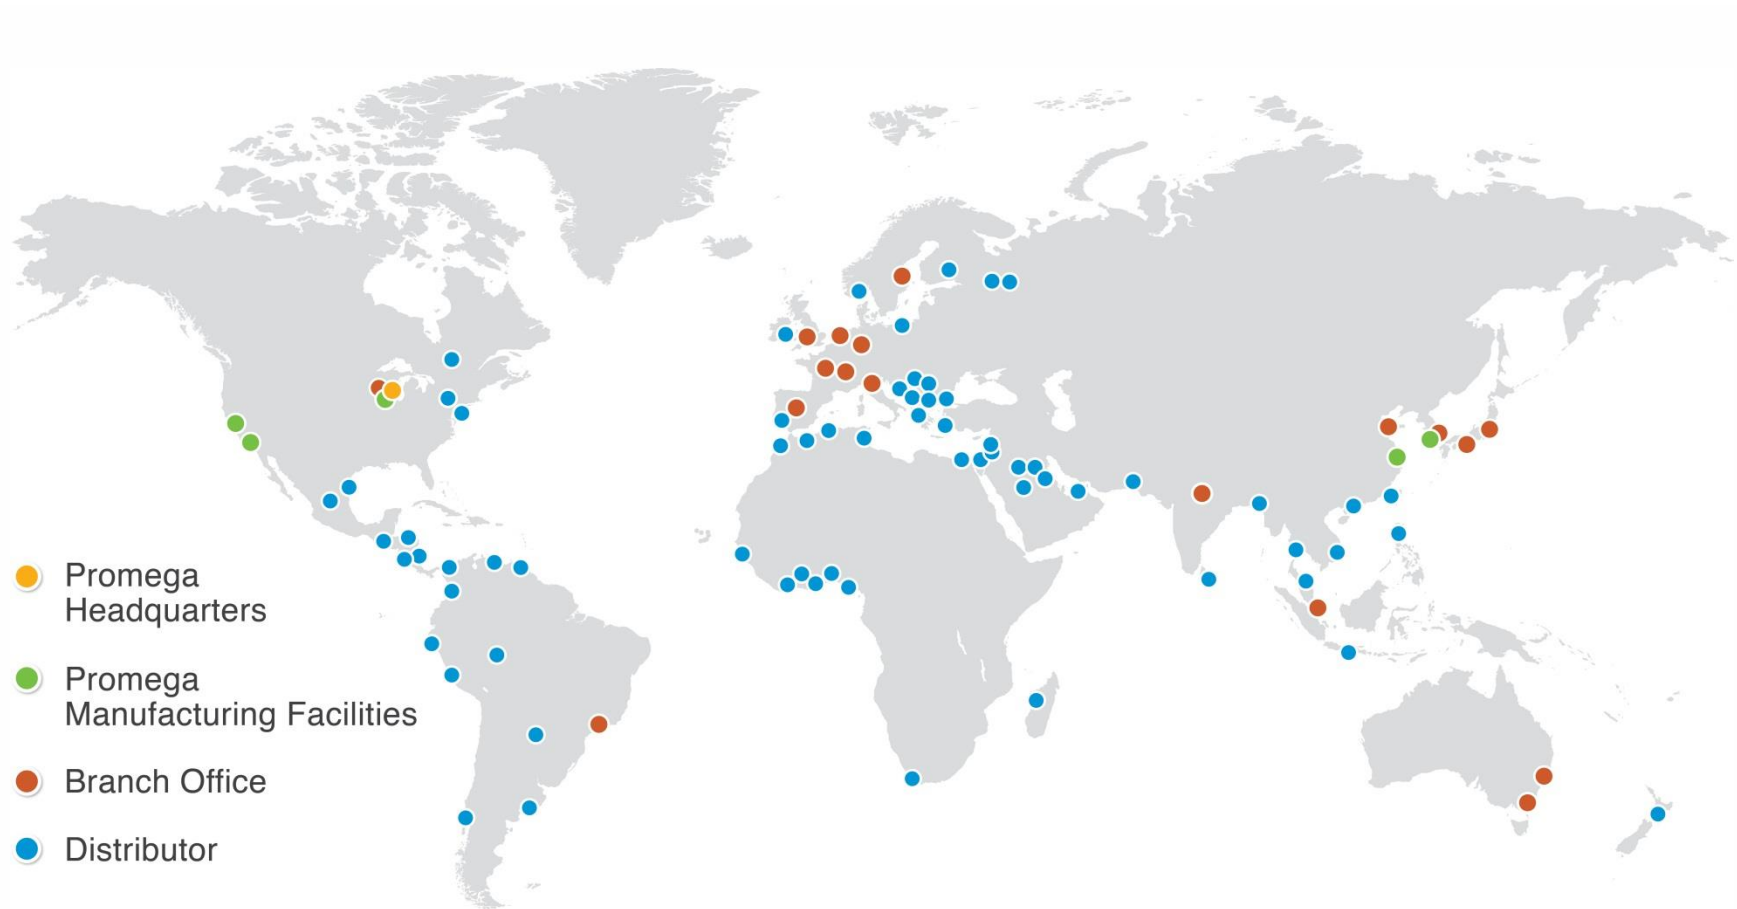 Promega
Headquarters
Promega
Manufacturing Facilities
Branch Office
Distributor